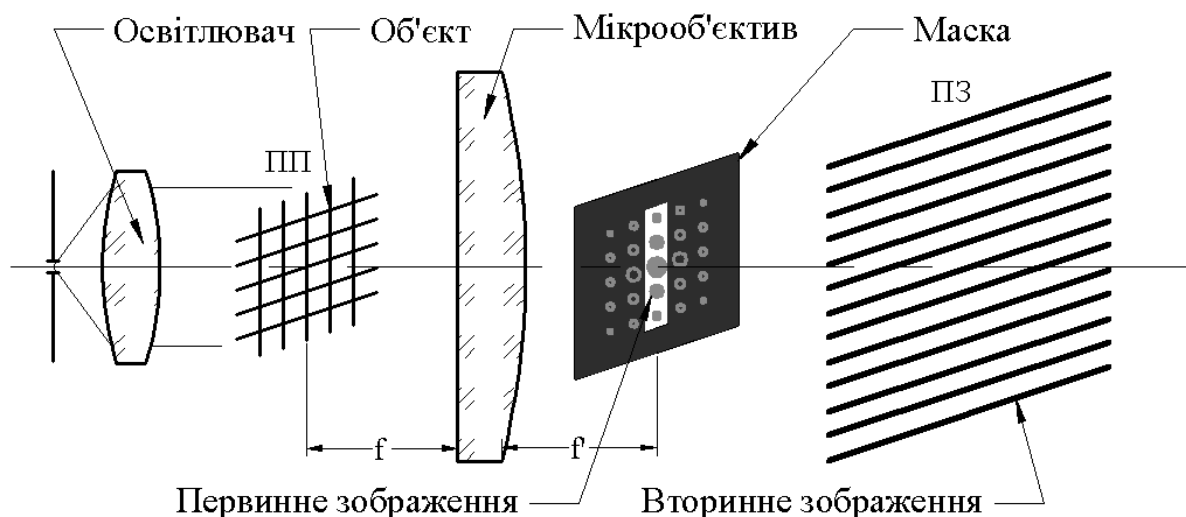 Освітлювач Об'єкт Мікрооб'єктив Маска
ПЗ
ПП
f f'
Первинне зображення Вторинне зображення